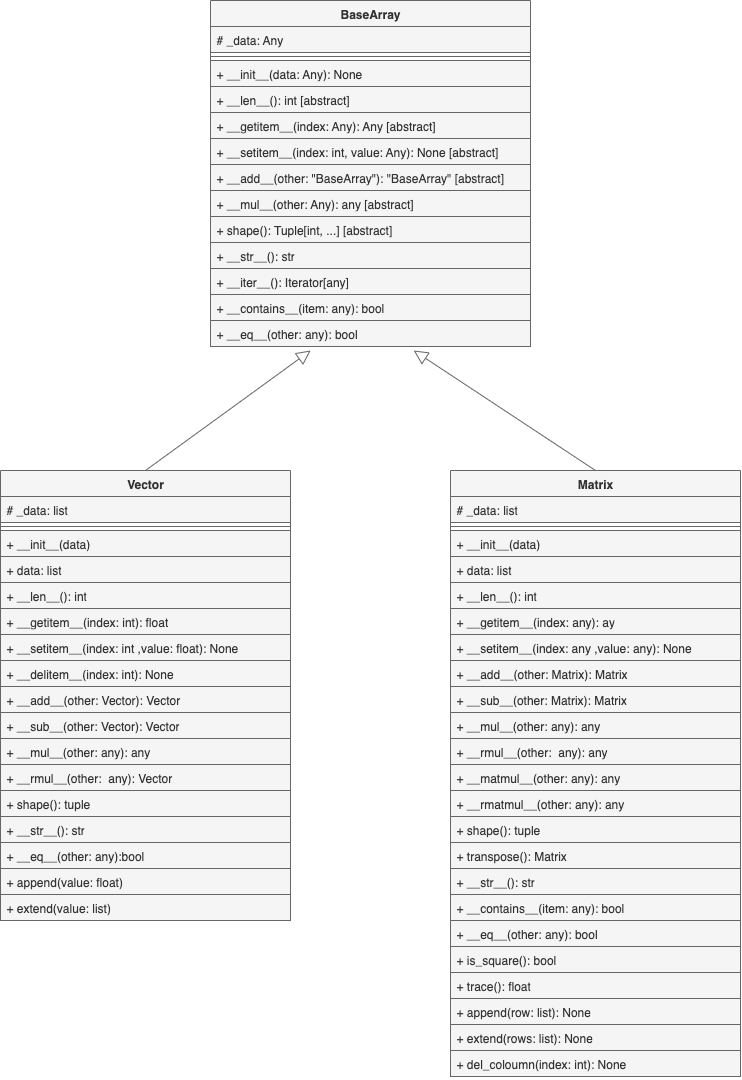 BaseArray
# _data: Any
+ __init__(data: Any): None
+ __len__(): int [abstract]
+ __getitem__(index: Any): Any [abstract]
+ __setitem__(index: int, value: Any): None [abstract]
+ __add__(other: "BaseArray"): "BaseArray" [abstract]
+ __mul__(other: Any): any [abstract]
+ shape(): Tuple[int, ...] [abstract]
+ __str__(): str
+ __iter__(): Iterator[any]
+ __contains__(item: any): bool
+ __eq__(other: any): bool
Vector
# _data: list
+ __init__(data)
+ data: list
+ __len__(): int
+ __getitem__(index: int): float
+ __setitem__(index: int ,value: float): None
+ __delitem__(index: int): None
+ __add__(other: Vector): Vector
+ __sub__(other: Vector): Vector
+ __mul__(other: any): any
+ __rmul__(other:  any): Vector
+ shape(): tuple
+ __str__(): str
+ __eq__(other: any):bool
+ append(value: float)
+ extend(value: list)
Matrix
# _data: list
+ __init__(data)
+ data: list
+ __len__(): int
+ __getitem__(index: any): ay
+ __setitem__(index: any ,value: any): None
+ __add__(other: Matrix): Matrix
+ __sub__(other: Matrix): Matrix
+ __mul__(other: any): any
+ __rmul__(other:  any): any
+ __matmul__(other: any): any
+ __rmatmul__(other: any): any
+ shape(): tuple
+ transpose(): Matrix
+ __str__(): str
+ __contains__(item: any): bool
+ __eq__(other: any): bool
+ is_square(): bool
+ trace(): float
+ append(row: list): None
+ extend(rows: list): None
+ del_coloumn(index: int): None